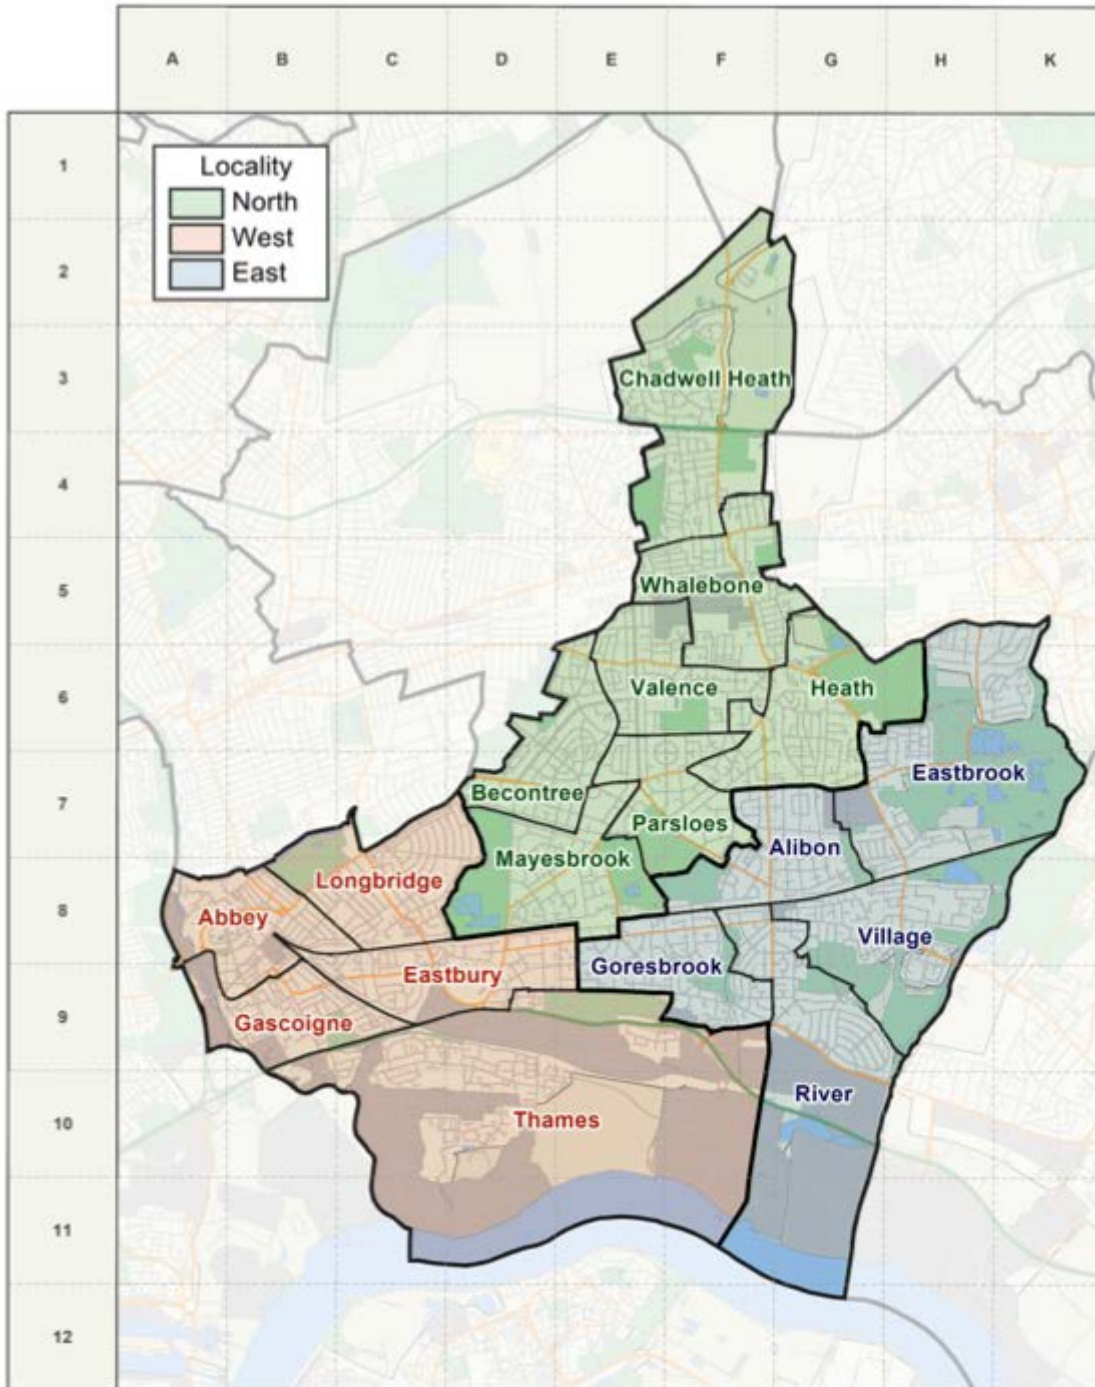 A B C D E F G H K
1
Locality
North
West
East
2
3
Chadwell Heath
4
5
Whalebone
6
Valence
Heath
7
Eastbrook
Becontree
Parsloes
Alibon
Mayesbrook
Longbridge
8
Abbey
Village
Goresbrook
Eastbury
9
Gascoigne
10
River
Thames
11
12